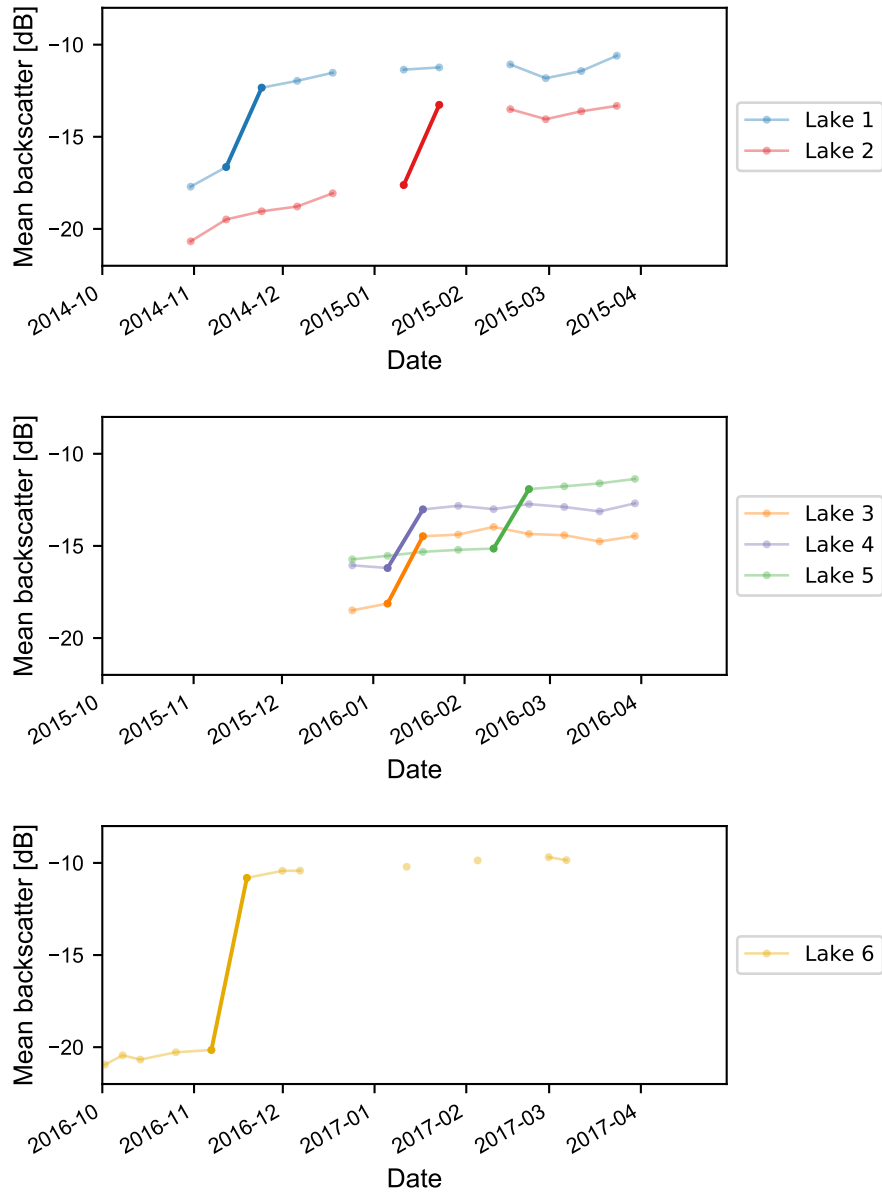 Mean backscatter [dB]
−10
−15
−20
2014-10
2014-11
2014-12
2015-01
2015-02
2015-03
2015-04
Date
Lake 1
Lake 2
Mean backscatter [dB]
−10
−15
−20
2015-10
2015-11
2015-12
2016-01
2016-02
2016-03
2016-04
Date
Lake 3
Lake 4
Lake 5
Mean backscatter [dB]
−10
−15
−20
2016-10
2016-11
2016-12
2017-01
2017-02
2017-03
2017-04
Date
Lake 6